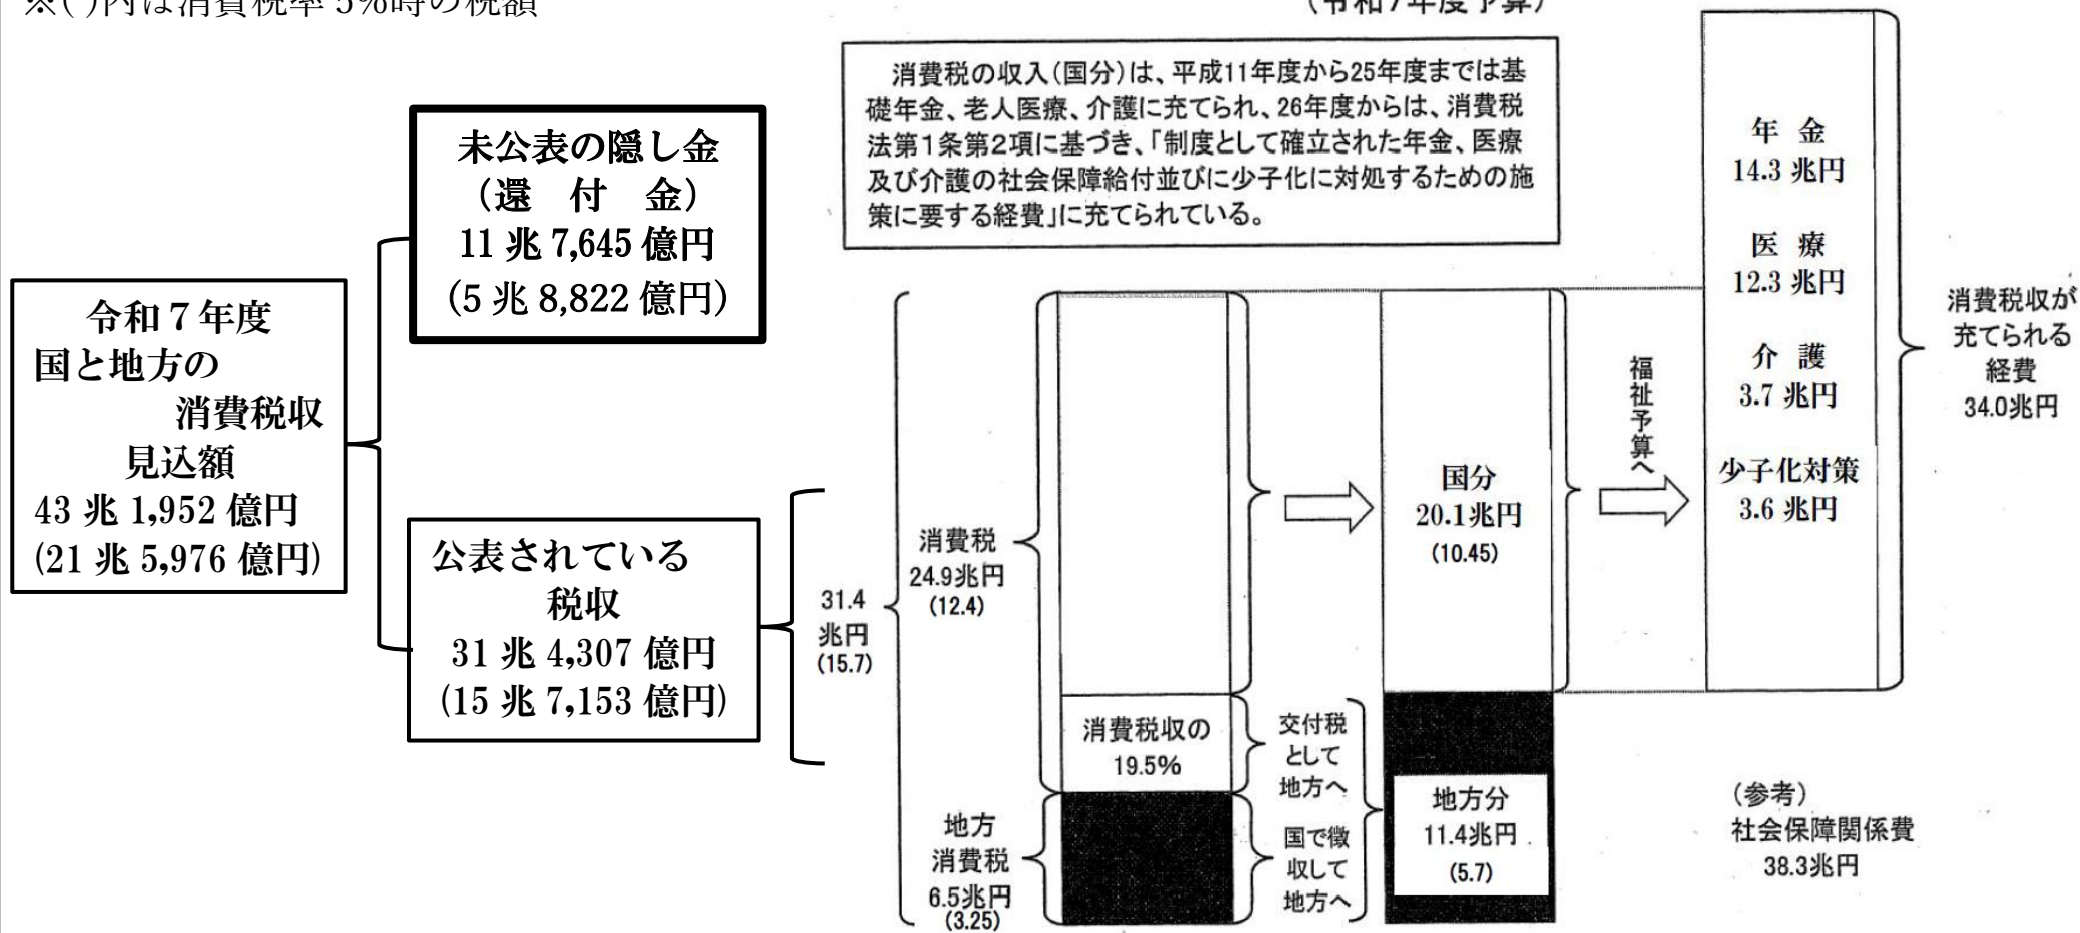 ※( )内は消費税率5%時の税額
(令和7年度予算)
消費税の収入(国分)は、平成11年度から25年度までは基
礎年金、老人医療、介護に充てられ、26年度からは、消費税
法第1条第2項に基づき、「制度として確立された年金、医療
及び介護の社会保障給付並びに少子化に対処するための施
策に要する経費」に充てられている。
未公表の隠し金
(還 付 金)
11 兆 7,645 億円
(5 兆 8,822 億円)
令和7年度
国と地方の
消費税収
見込額
43 兆 1,952 億円
(21 兆 5,976 億円)
公表されている
税収
31 兆 4,307 億円
(15 兆 7,153 億円)
31.4
兆円
(15.7)
消費税
24.9兆円
(12.4)
地方
消費税
6.5兆円
(3.25)
消費税収の
19.5%
交付税
として
地方へ
国で徴
収して
地方へ
国分
20.1兆円
(10.45)
地方分
11.4兆円
(5.7)
福祉予算へ
年 金
14.3 兆円
医 療
12.3 兆円
介 護
3.7 兆円
少子化対策
3.6 兆円
消費税収が
充てられる
経費
34.0兆円
(参考)
社会保障関係費
38.3兆円